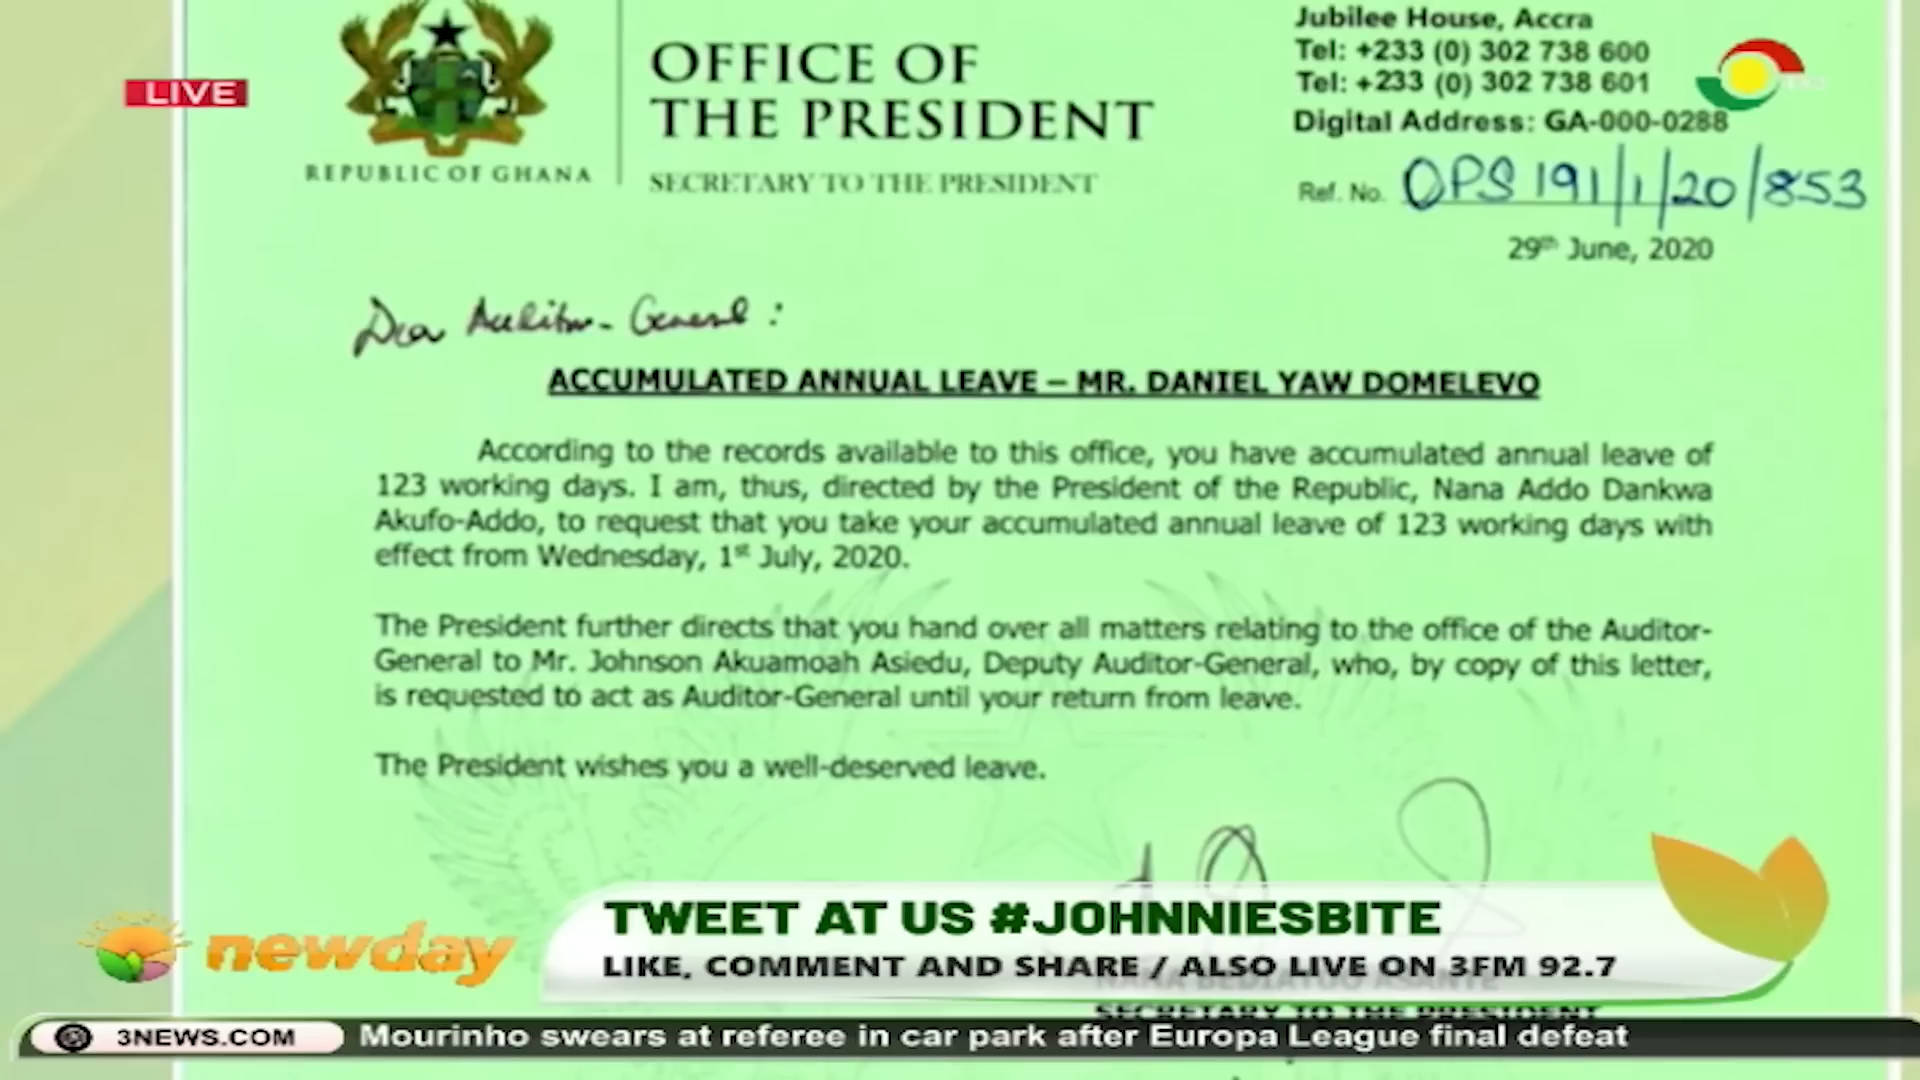 LIVE
REPUBLIC OF GHANA
OFFICE OF
THE PRESIDENT
SECRETARY TO THE PRESIDENT
Jubilee House, Accra
Tel: +233 (0) 302 738 600
Tel: +233 (0) 302 738 601
Digital Address: GA-000-0288
Ref. No. OPS 191/1/20/853
29th June, 2020
Dear Auditor-General:
ACCUMULATED ANNUAL LEAVE – MR. DANIEL YAW DOMELEVO
According to the records available to this office, you have accumulated annual leave of
123 working days. I am, thus, directed by the President of the Republic, Nana Addo Dankwa
Akufo-Addo, to request that you take your accumulated annual leave of 123 working days with
effect from Wednesday, 1st July, 2020.
The President further directs that you hand over all matters relating to the office of the Auditor-
General to Mr. Johnson Akuamoah Asiedu, Deputy Auditor-General, who, by copy of this letter,
is requested to act as Auditor-General until your return from leave.
The President wishes you a well-deserved leave.
newday
TWEET AT US #JOHNNIESBITE
LIKE, COMMENT AND SHARE / ALSO LIVE ON 3FM 92.7
SECRETARY TO THE PRESIDENT
3NEWS.COM
Mourinho swears at referee in car park after Europa League final defeat